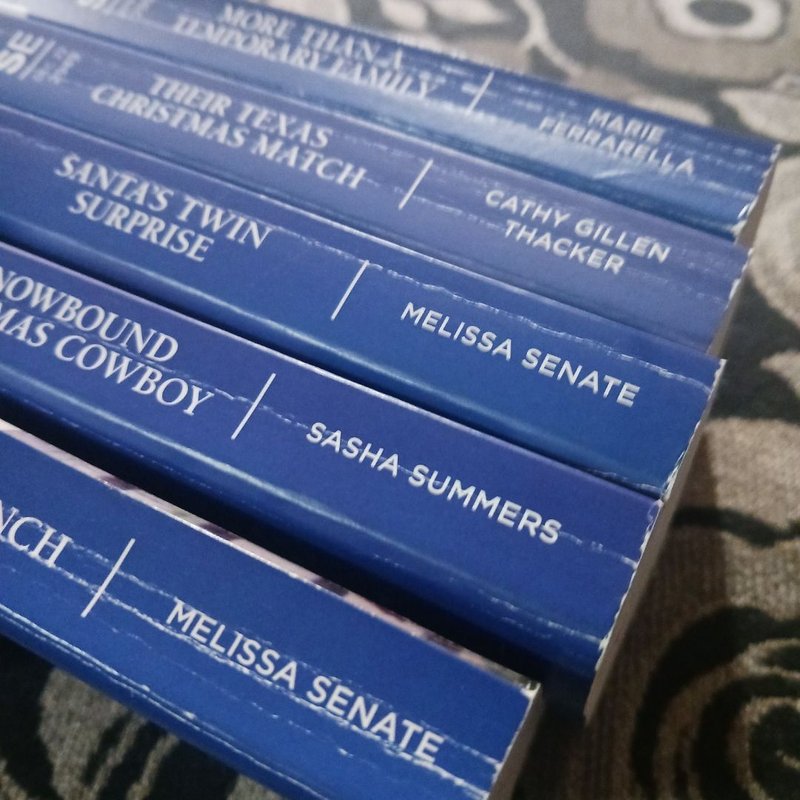 MORE THAN A
TEMPORARY FAMILY
MARIE
FERRARELLA
SE
THEIR TEXAS
CHRISTMAS MATCH
CATHY GILLEN
THACKER
SANTA'S TWIN
SURPRISE
MELISSA SENATE
NOWBOUND
MAS COWBOY
SASHA SUMMERS
NCH
MELISSA SENATE